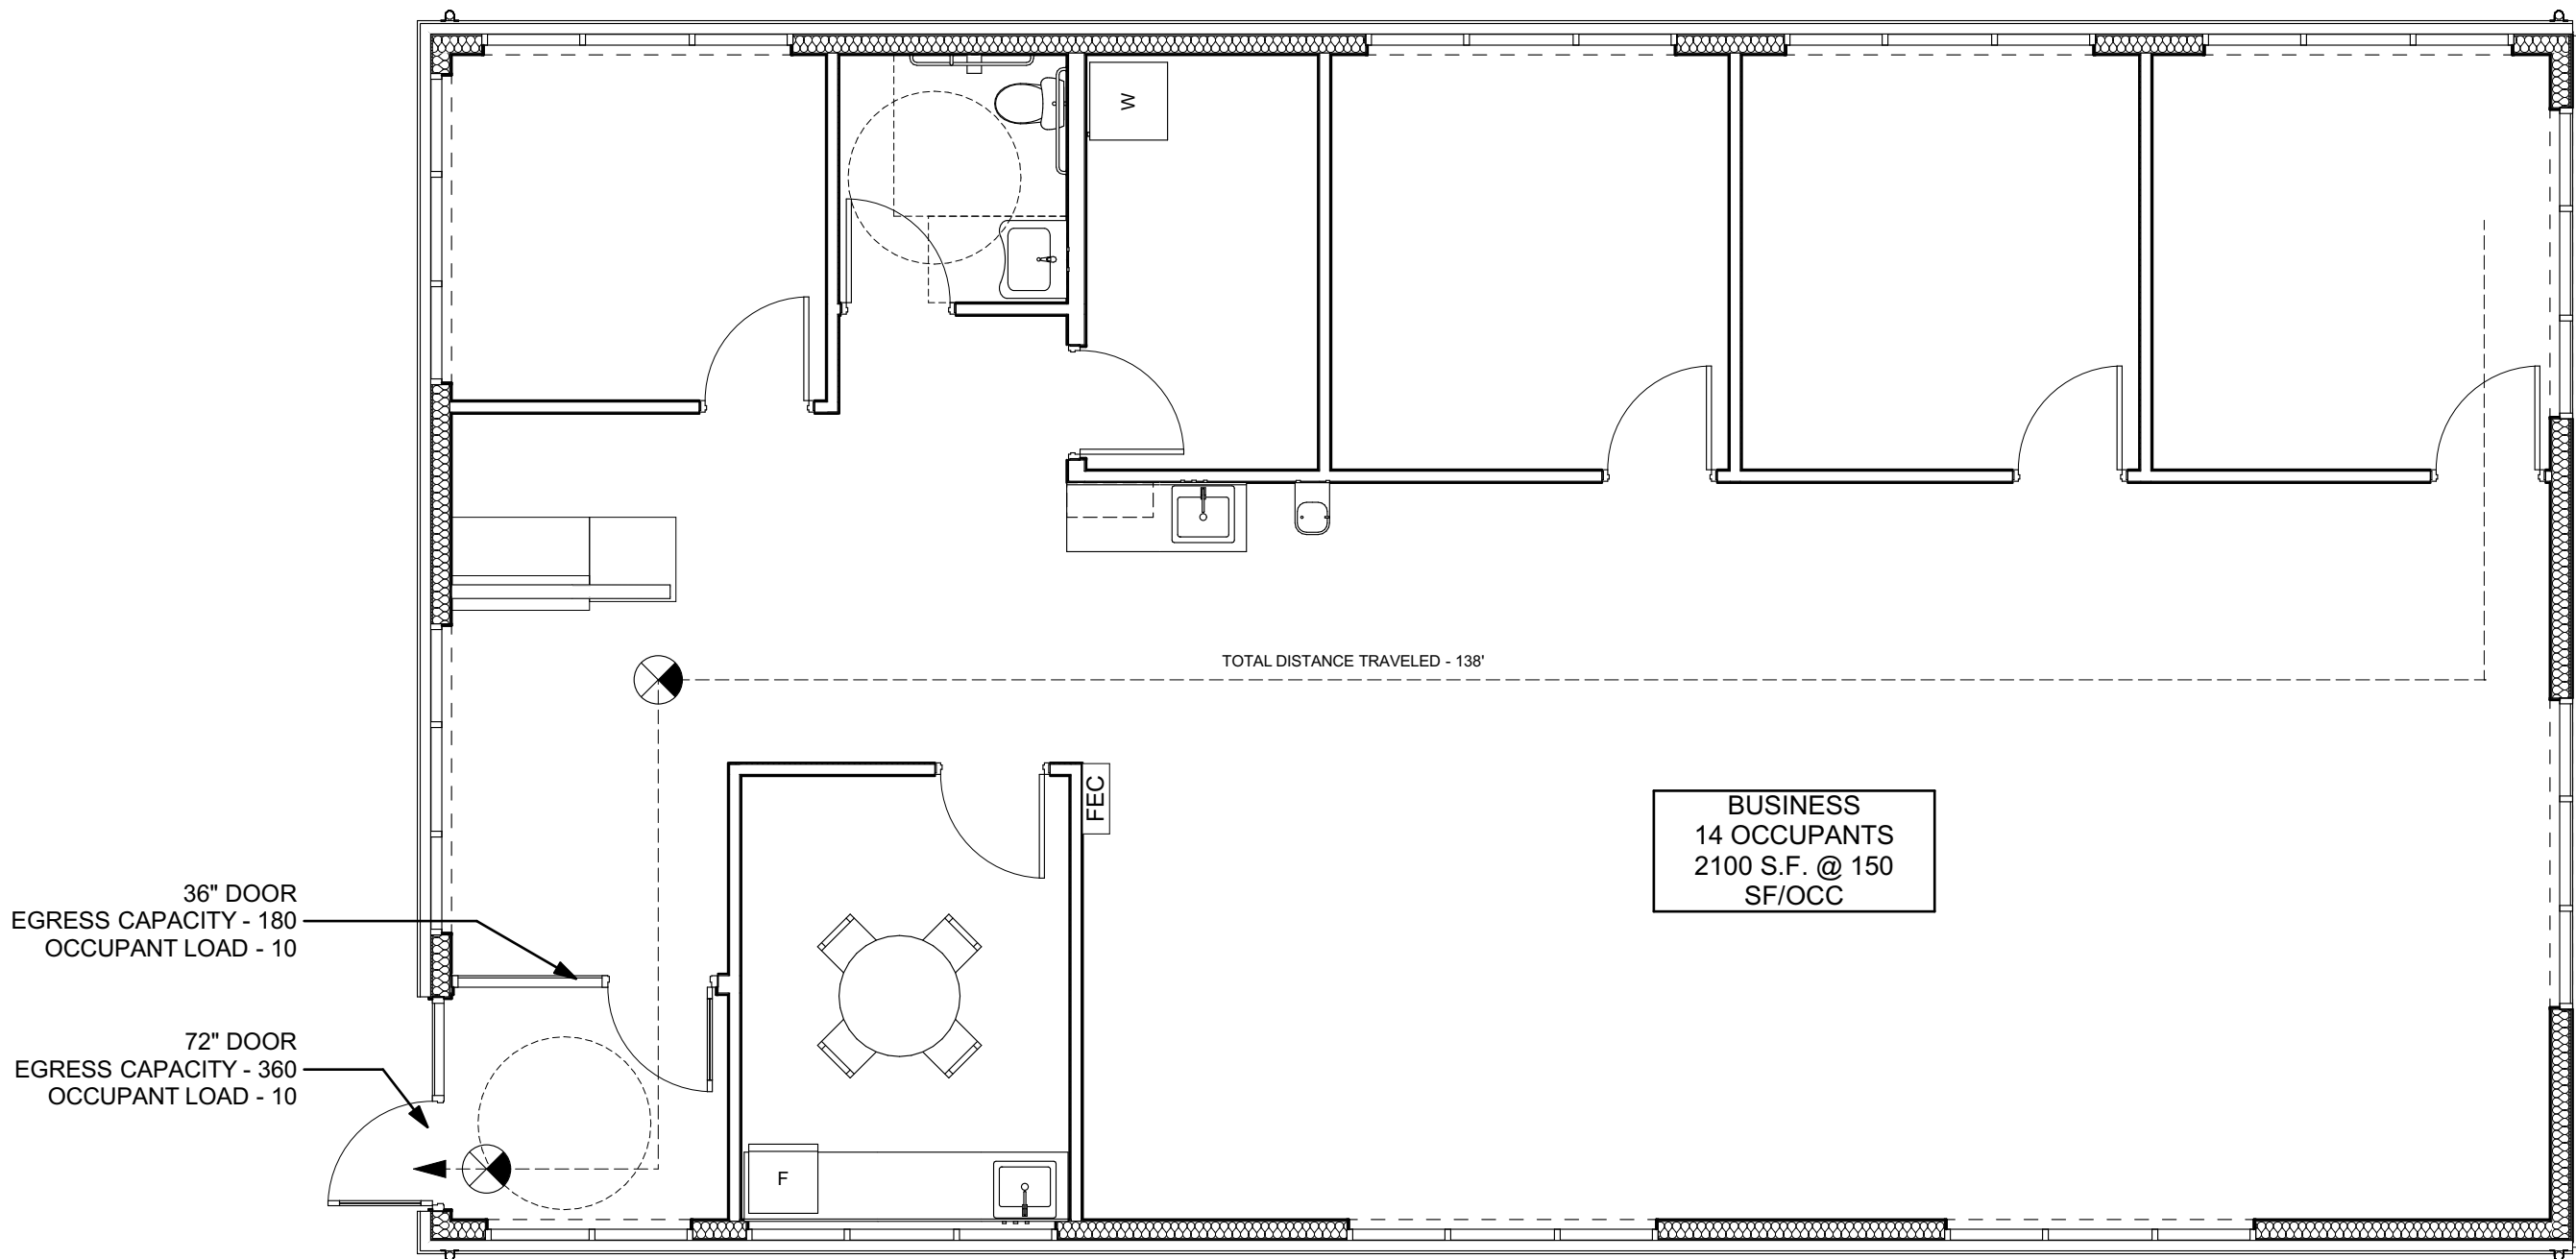 W
TOTAL DISTANCE TRAVELED - 138'
FEC
BUSINESS
14 OCCUPANTS
2100 S.F. @ 150
SF/OCC
36" DOOR
EGRESS CAPACITY - 180
OCCUPANT LOAD - 10
72" DOOR
EGRESS CAPACITY - 360
OCCUPANT LOAD - 10
F